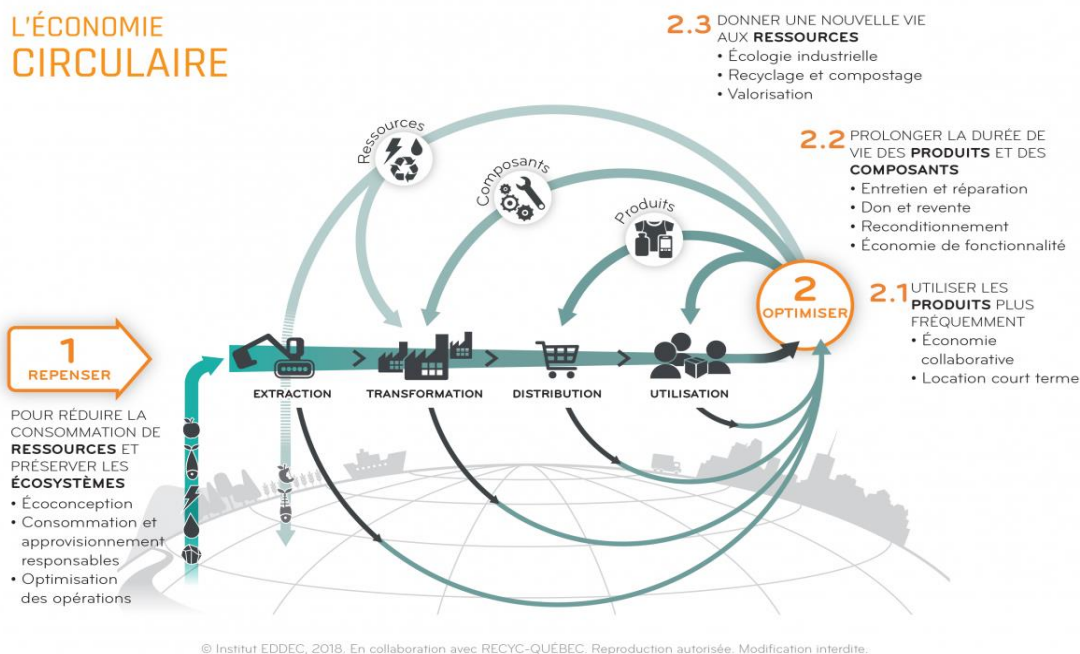 L'ÉCONOMIE
CIRCULAIRE
2.3 DONNER UNE NOUVELLE VIE
AUX RESSOURCES
• Écologie industrielle
• Recyclage et compostage
• Valorisation
2.2 PROLONGER LA DURÉE DE
VIE DES PRODUITS ET DES
COMPOSANTS
• Entretien et réparation
• Don et revente
• Reconditionnement
• Économie de fonctionnalité
2.1 UTILISER LES
PRODUITS PLUS
FRÉQUEMMENT
• Économie
collaborative
• Location court terme
Ressources
Composants
Produits
2
OPTIMISER
1
REPENSER
EXTRACTION
TRANSFORMATION
DISTRIBUTION
UTILISATION
POUR RÉDUIRE LA
CONSOMMATION DE
RESSOURCES ET
PRÉSERVER LES
ÉCOSYSTÈMES
• Écoconception
• Consommation et
approvisionnement
responsables
• Optimisation
des opérations
© Institut EDDEC, 2018. En collaboration avec RECYC-QUÉBEC. Reproduction autorisée. Modification interdite.